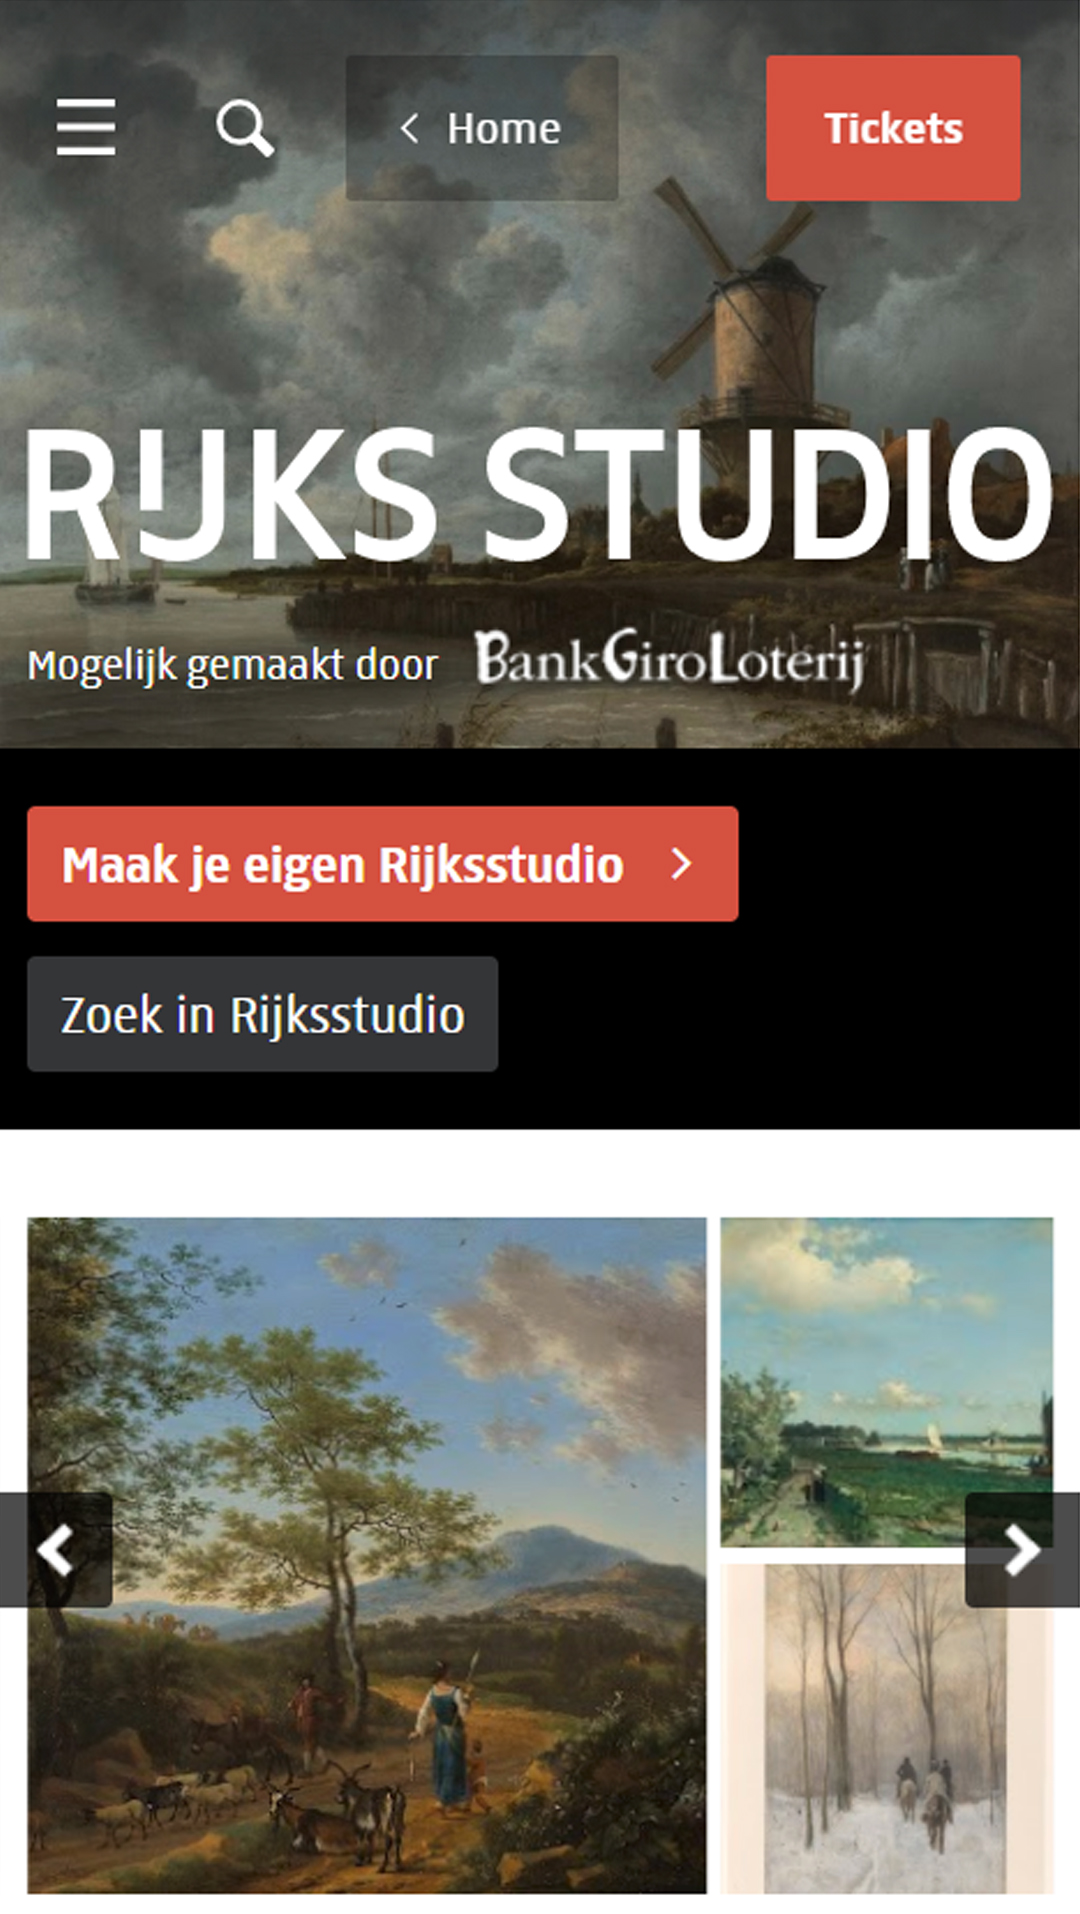 Home
Tickets
RIJKS STUDIO
Mogelijk gemaakt door BankGiroLoterij
Maak je eigen Rijksstudio
Zoek in Rijksstudio